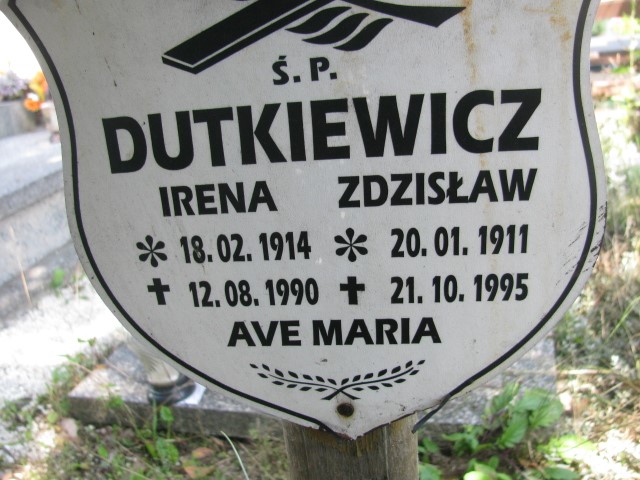 Ś. P.
DUTKIEWICZ
IRENA ZDZISŁAW
18.02.1914 20.01.1911
12.08.1990 21.10.1995
AVE MARIA